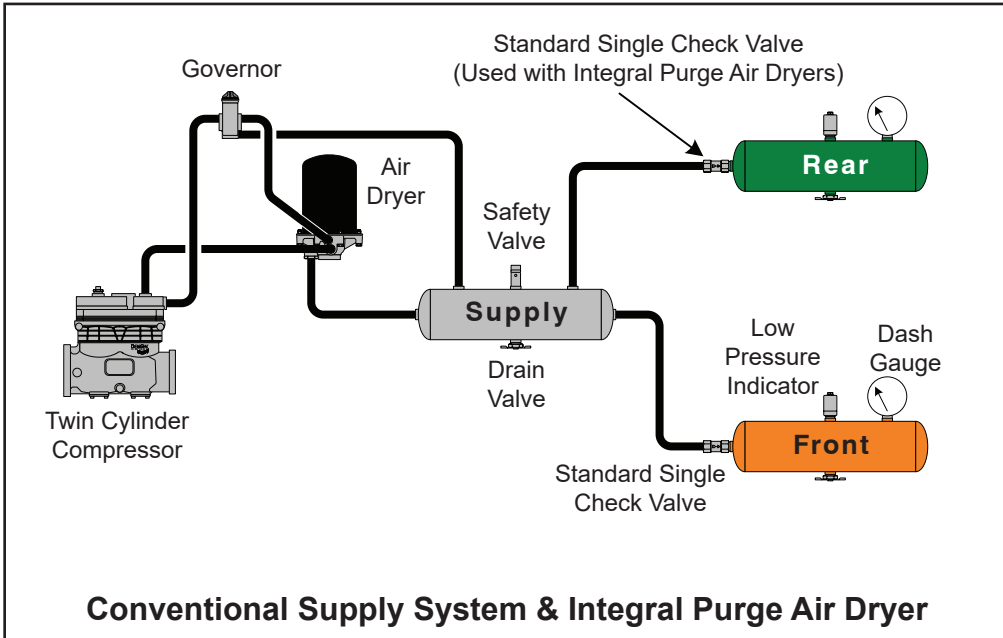 Standard Single Check Valve
(Used with Integral Purge Air Dryers)
Governor
Air
Dryer
Rear
Safety
Valve
Supply
Low
Pressure
Indicator
Dash
Gauge
Drain
Valve
Twin Cylinder
Compressor
Front
Standard Single
Check Valve
Conventional Supply System & Integral Purge Air Dryer